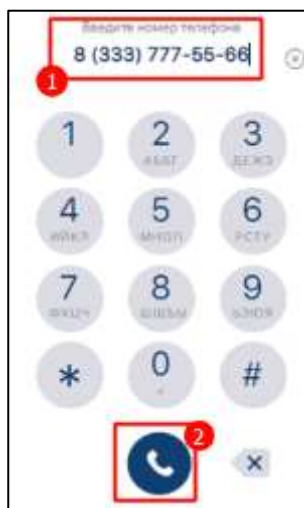 Введите номер телефона
8 (333) 777-55-66
1
1 2 3
АБВГ ДЕЖЗ
4 5 6
ИЙКЛ МНОП РСТУ
7 8 9
ФХЦЧ ШЩЪЫ ЬЭЮЯ
* 0 #
+
2